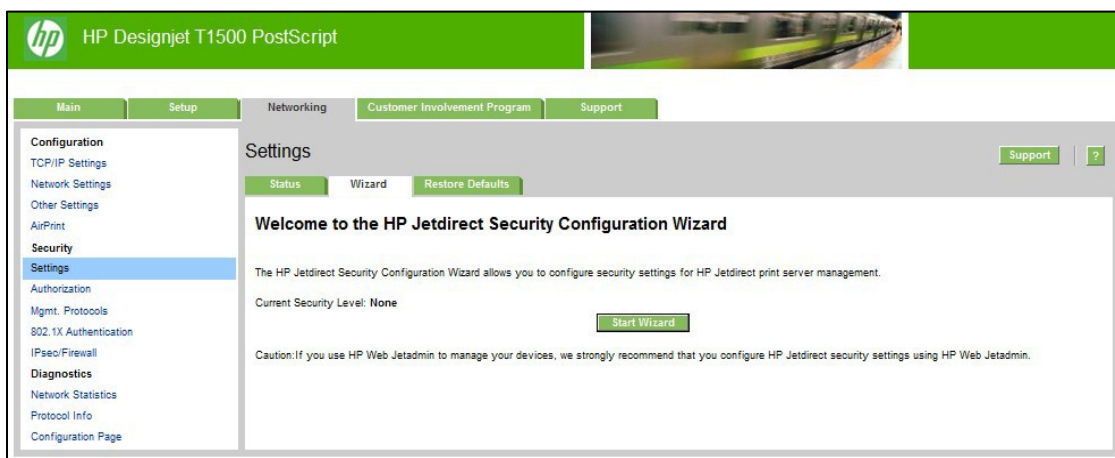 hp
HP Designjet T1500 PostScript
Main Setup Networking Customer Involvement Program Support
Configuration
TCP/IP Settings
Network Settings
Other Settings
AirPrint
Security
Settings
Authorization
Mgmt. Protocols
802.1X Authentication
IPsec/Firewall
Diagnostics
Network Statistics
Protocol Info
Configuration Page
Settings
Support ?
Status Wizard Restore Defaults
Welcome to the HP Jetdirect Security Configuration Wizard
The HP Jetdirect Security Configuration Wizard allows you to configure security settings for HP Jetdirect print server management.
Current Security Level: None
Start Wizard
Caution:If you use HP Web Jetadmin to manage your devices, we strongly recommend that you configure HP Jetdirect security settings using HP Web Jetadmin.